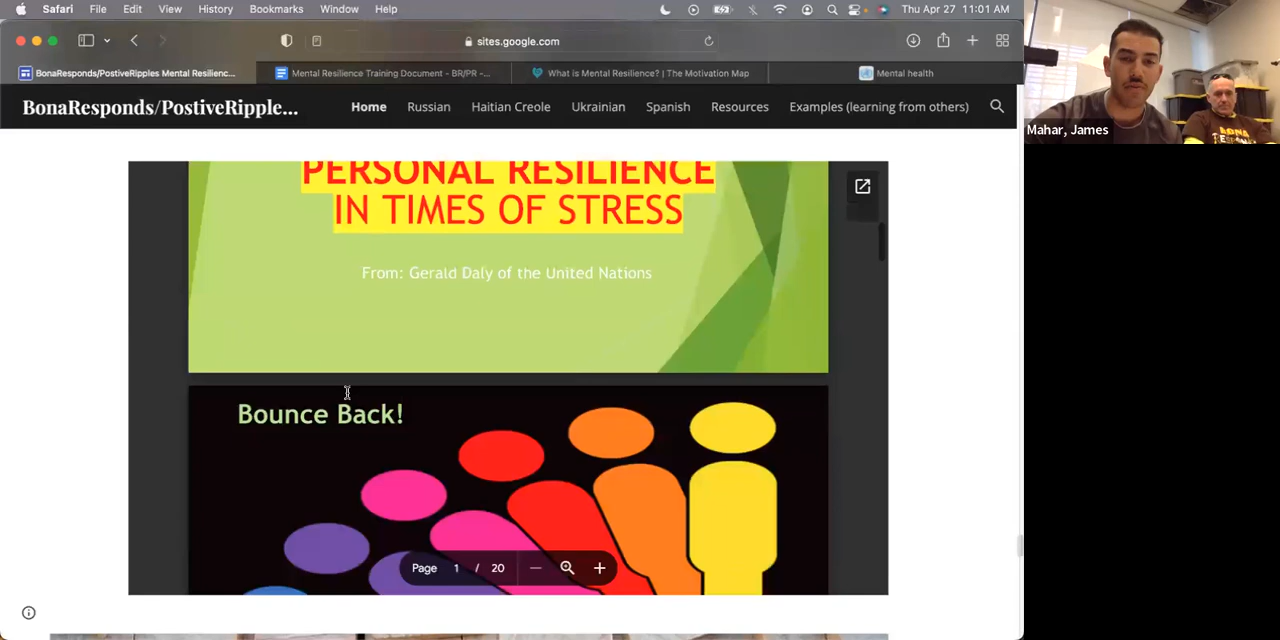 Safari File Edit View History Bookmarks Window Help Thu Apr 27 11:01 AM
sites.google.com
BonaResponds/PostiveRipples Mental Resilienc... Mental Resilience Training Document - BR/PR -... What is Mental Resilience? | The Motivation Map Mental health
BonaResponds/PostiveRipple... Home Russian Haitian Creole Ukrainian Spanish Resources Examples (learning from others)
Mahar, James
PERSONAL RESILIENCE
IN TIMES OF STRESS
From: Gerald Daly of the United Nations
Bounce Back!
Page 1 / 20